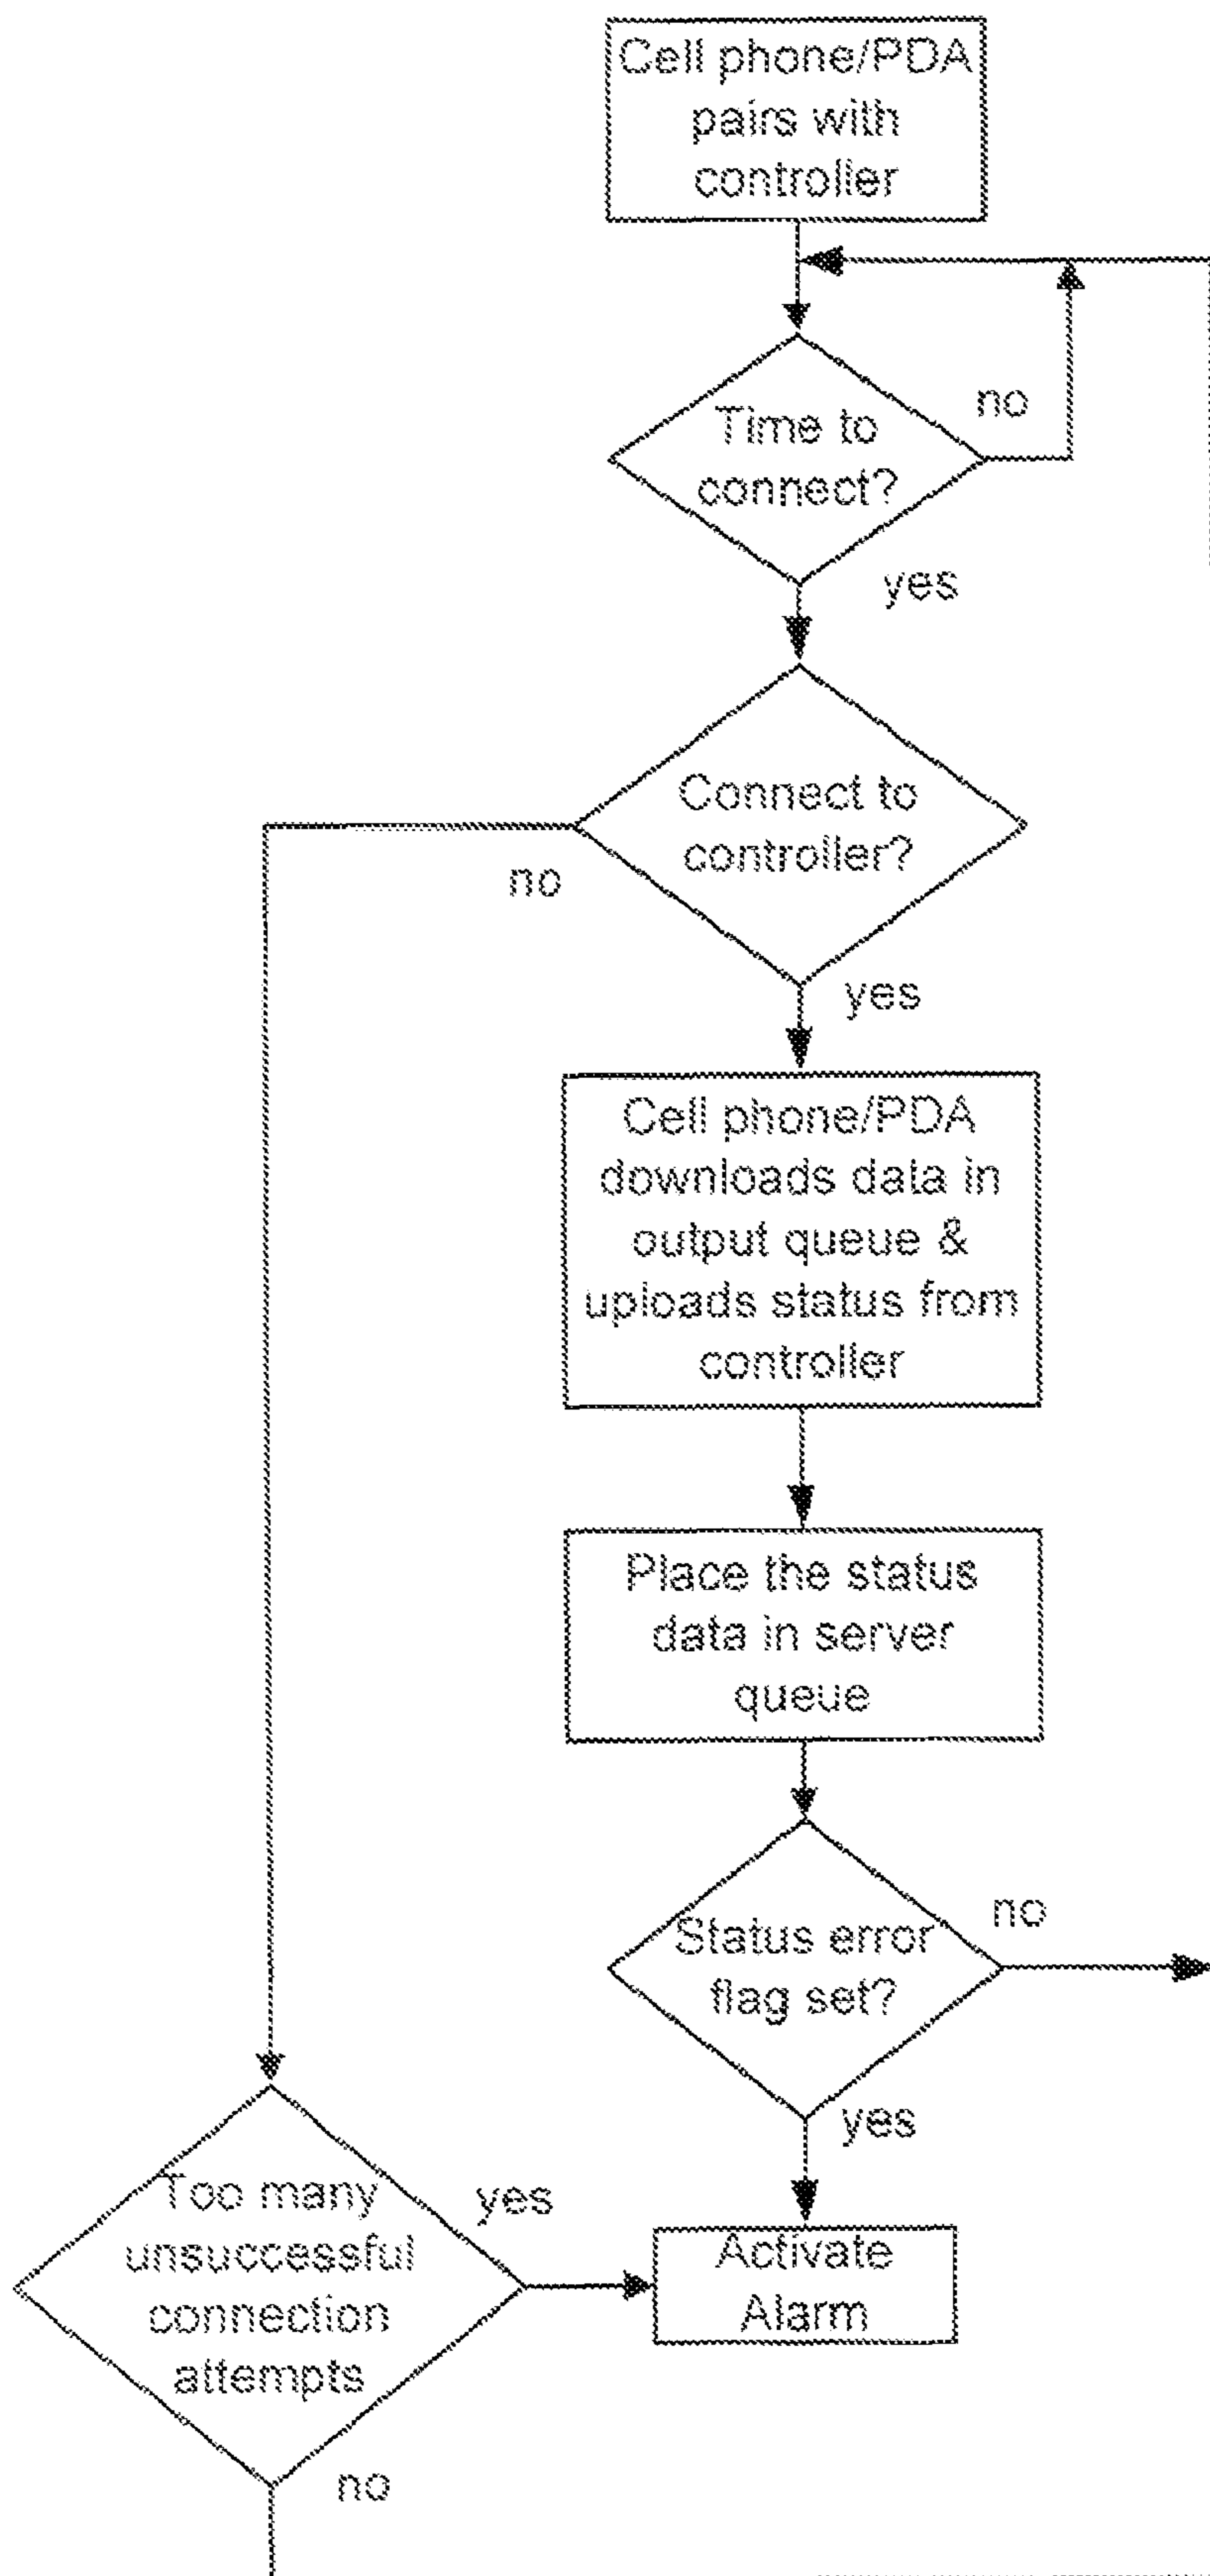 Cell phone/PDA
pairs with
controller
Time to
connect?
no
yes
Connect to
controller?
no
yes
Cell phone/PDA
downloads data in
output queue &
uploads status from
controller
Place the status
data in server
queue
Status error
flag set?
no
yes
Too many
unsuccessful
connection
attempts
yes
Activate
Alarm
no